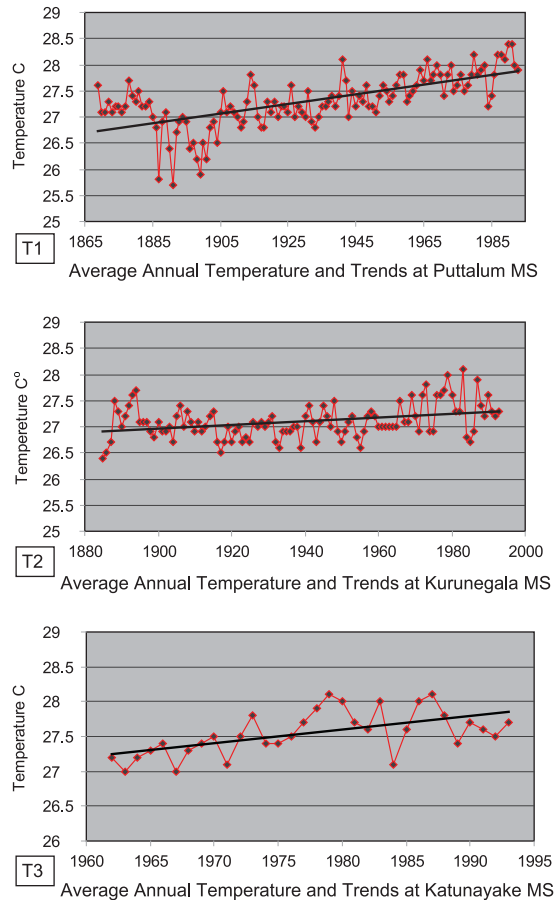 29
28.5
28
27.5
27
26.5
26
25.5
25
Temperature C
1865 1885 1905 1925 1945 1965 1985
T1
Average Annual Temperature and Trends at Puttalum MS
29
28.5
28
27.5
27
26.5
26
25.5
25
Temperature C°
1880 1900 1920 1940 1960 1980 2000
T2
Average Annual Temperature and Trends at Kurunegala MS
29
28.5
28
27.5
27
26.5
26
Temperature C
1960 1965 1970 1975 1980 1985 1990 1995
T3
Average Annual Temperature and Trends at Katunayake MS